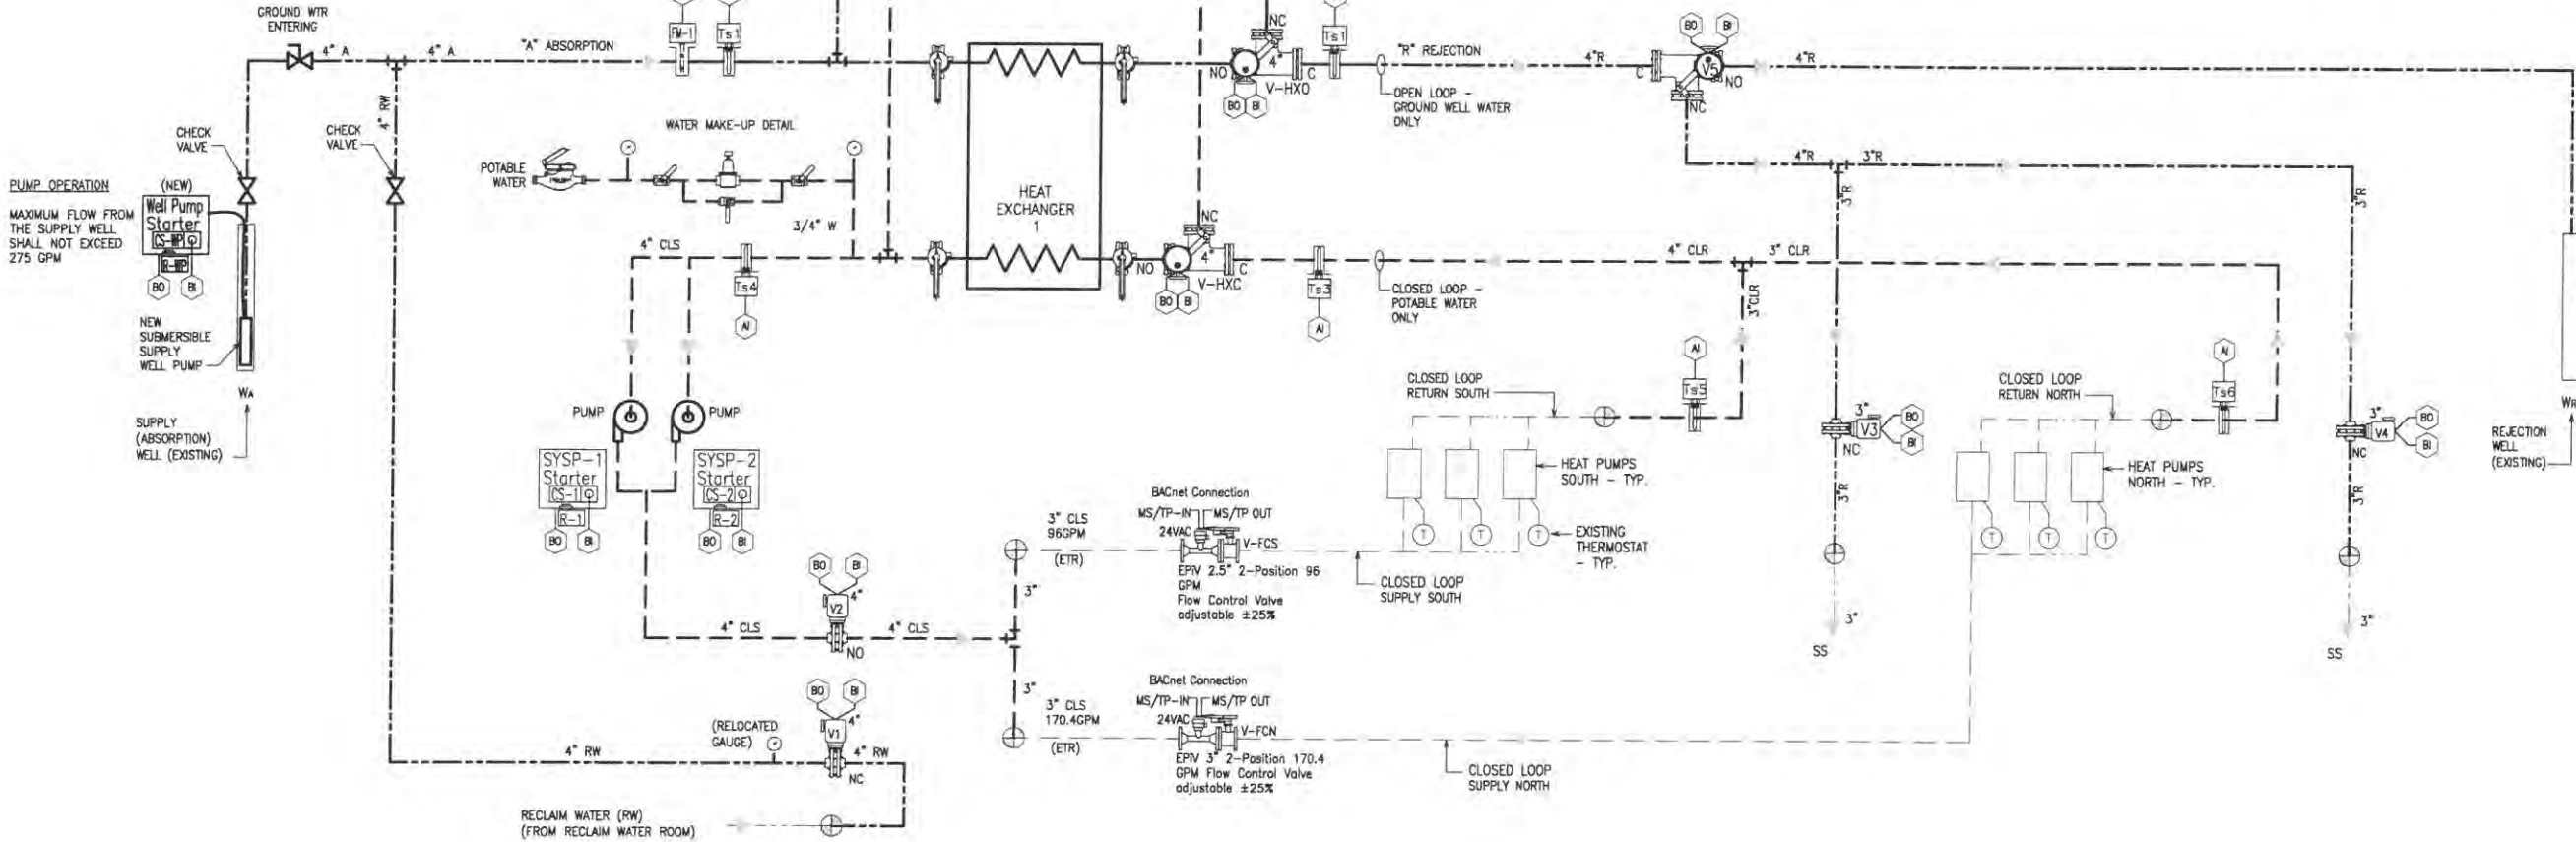 GROUND WTR
ENTERING
4" A
4" A
"A" ABSORPTION
FM-1
Ts1
NC
4"
NO
C
V-HXO
BO
BI
Ts1
"R" REJECTION
OPEN LOOP -
GROUND WELL WATER
ONLY
4"R
C
BO
BI
V5
NO
NC
4"R
4"R
3"R
3"R
3"R
4" RW
CHECK
VALVE
CHECK
VALVE
WATER MAKE-UP DETAIL
POTABLE
WATER
3/4" W
PUMP OPERATION
MAXIMUM FLOW FROM
THE SUPPLY WELL
SHALL NOT EXCEED
275 GPM
(NEW)
Well Pump
Starter
CS-WP
R-WP
BO
BI
NEW
SUBMERSIBLE
SUPPLY
WELL PUMP
WA
SUPPLY
(ABSORPTION)
WELL (EXISTING)
HEAT
EXCHANGER
1
4" CLS
Ts4
AI
NC
4"
NO
C
V-HXC
BO
BI
Ts3
AI
CLOSED LOOP -
POTABLE WATER
ONLY
4" CLR
3" CLR
3"CLR
PUMP
PUMP
SYSP-1
Starter
CS-1
R-1
BO
BI
SYSP-2
Starter
CS-2
R-2
BO
BI
CLOSED LOOP
RETURN SOUTH
AI
Ts5
HEAT PUMPS
SOUTH - TYP.
T
T
T
EXISTING
THERMOSTAT
- TYP.
3"
V3
BO
BI
NC
3"R
3"
SS
CLOSED LOOP
RETURN NORTH
AI
Ts6
HEAT PUMPS
NORTH - TYP.
T
T
T
3"
V4
BO
BI
NC
3"R
3"
SS
WR
REJECTION
WELL
(EXISTING)
BO
BI
V2
4"
4" CLS
4" CLS
NO
3"
3"
3" CLS
96GPM
(ETR)
BACnet Connection
MS/TP-IN
MS/TP OUT
24VAC
V-FCS
EPIV 2.5" 2-Position 96
GPM
Flow Control Valve
adjustable ±25%
CLOSED LOOP
SUPPLY SOUTH
BO
BI
V1
4"
(RELOCATED
GAUGE)
4" RW
4" RW
NC
3" CLS
170.4GPM
(ETR)
BACnet Connection
MS/TP-IN
MS/TP OUT
24VAC
V-FCN
EPIV 3" 2-Position 170.4
GPM Flow Control Valve
adjustable ±25%
CLOSED LOOP
SUPPLY NORTH
RECLAIM WATER (RW)
(FROM RECLAIM WATER ROOM)